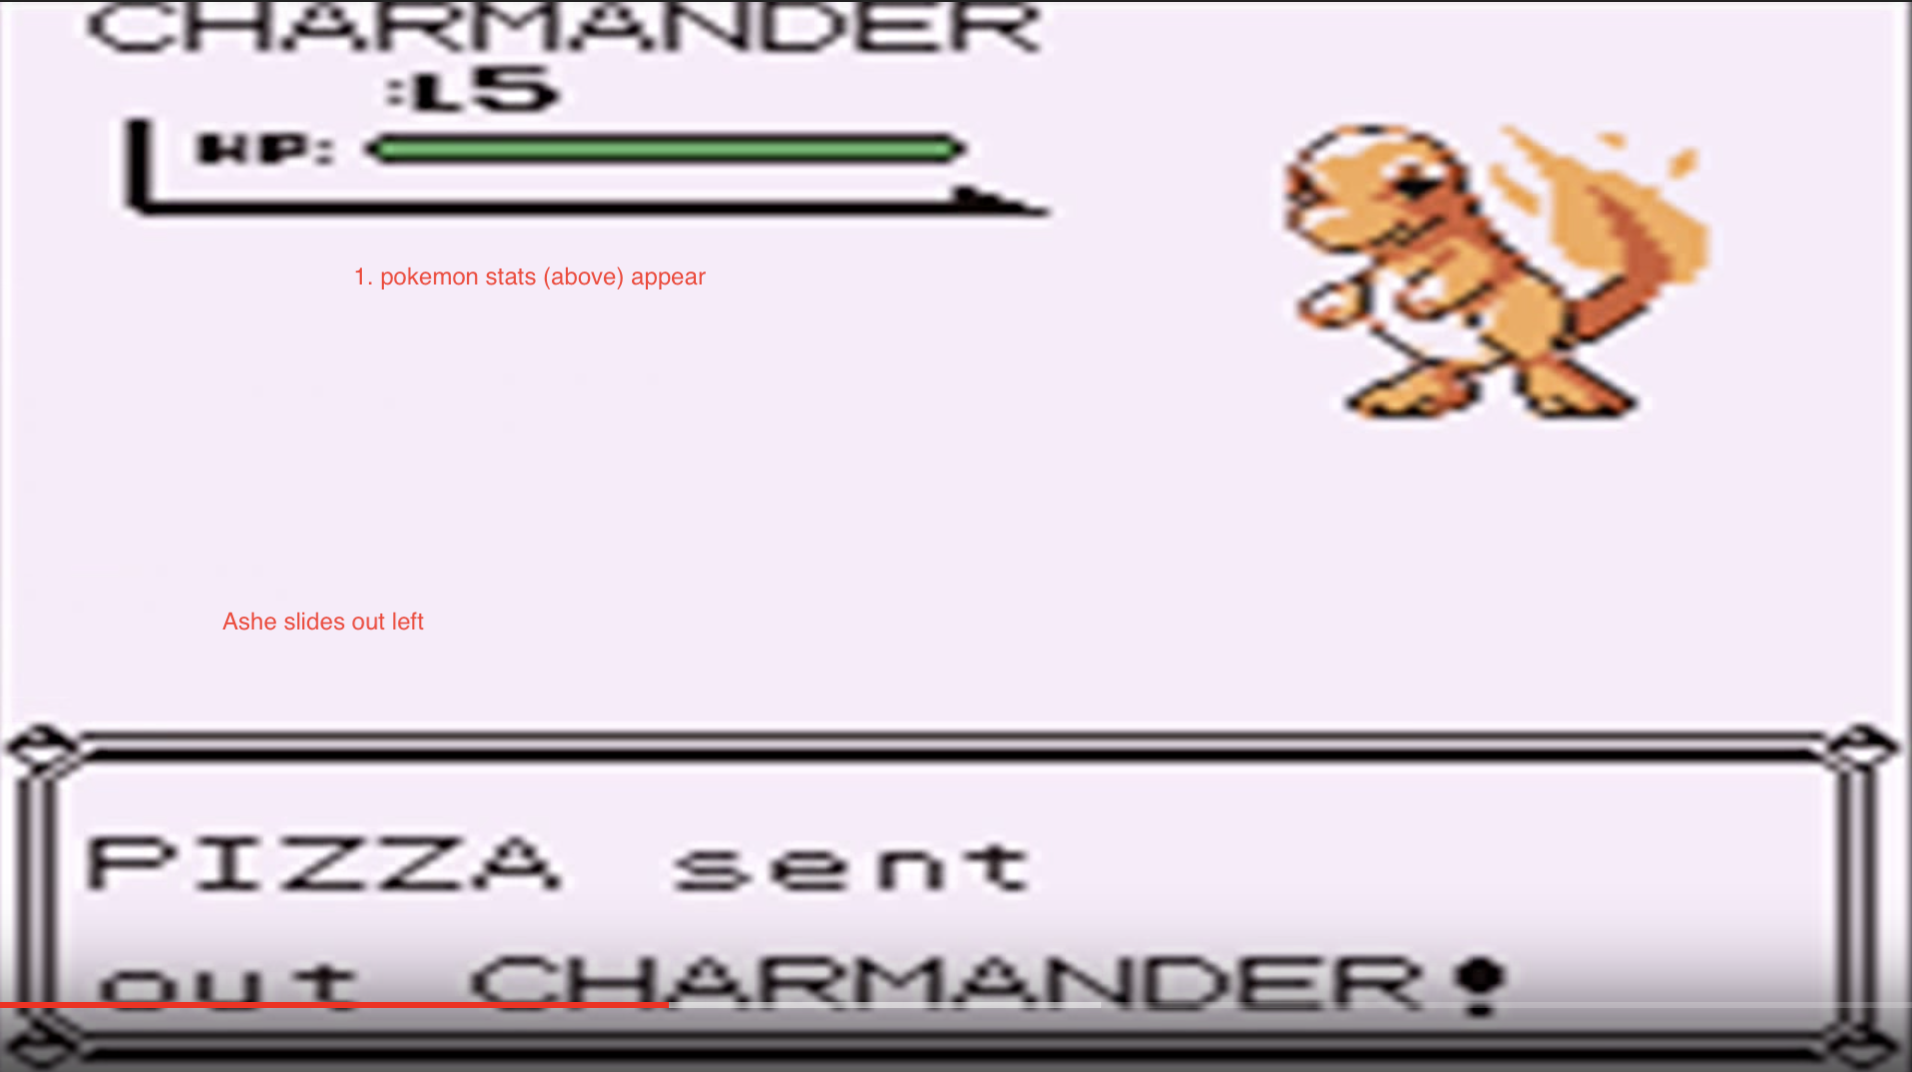 CHARMANDER
:L5
HP:
1. pokemon stats (above) appear
Ashe slides out left
PIZZA sent
out CHARMANDER!